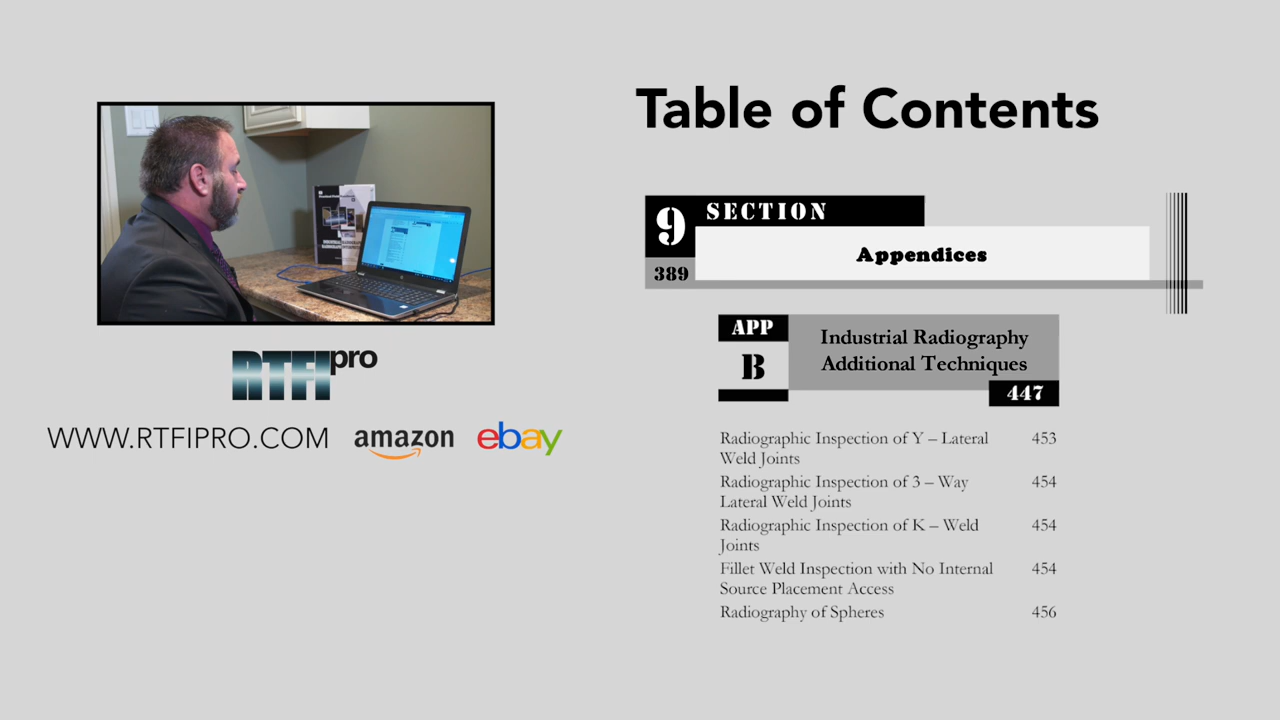 Table of Contents
9 SECTION
Appendices
389
APP
B
Industrial Radiography
Additional Techniques
447
Radiographic Inspection of Y – Lateral 453
Weld Joints
Radiographic Inspection of 3 – Way 454
Lateral Weld Joints
Radiographic Inspection of K – Weld 454
Joints
Fillet Weld Inspection with No Internal 454
Source Placement Access
Radiography of Spheres 456
RTFIpro
WWW.RTFIPRO.COM amazon ebay